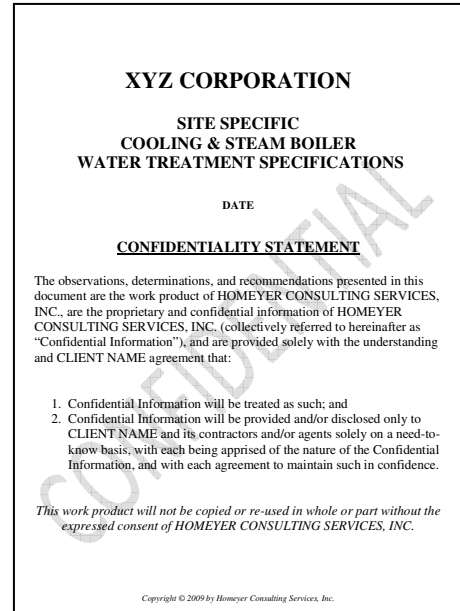 XYZ CORPORATION
SITE SPECIFIC
COOLING & STEAM BOILER
WATER TREATMENT SPECIFICATIONS
DATE
CONFIDENTIALITY STATEMENT
The observations, determinations, and recommendations presented in this
document are the work product of HOMEYER CONSULTING SERVICES,
INC., are the proprietary and confidential information of HOMEYER
CONSULTING SERVICES, INC. (collectively referred to hereinafter as
“Confidential Information”), and are provided solely with the understanding
and CLIENT NAME agreement that:
1. Confidential Information will be treated as such; and
2. Confidential Information will be provided and/or disclosed only to
CLIENT NAME and its contractors and/or agents solely on a need-to-
know basis, with each being apprised of the nature of the Confidential
Information, and with each agreement to maintain such in confidence.
This work product will not be copied or re-used in whole or part without the
expressed consent of HOMEYER CONSULTING SERVICES, INC.
Copyright © 2009 by Homeyer Consulting Services, Inc.
CONFIDENTIAL